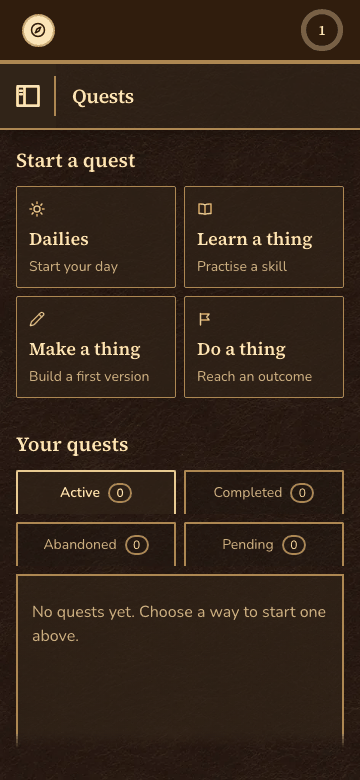 1
Quests
Start a quest
Dailies
Start your day
Learn a thing
Practise a skill
Make a thing
Build a first version
Do a thing
Reach an outcome
Your quests
Active 0
Completed 0
Abandoned 0
Pending 0
No quests yet. Choose a way to start one
above.